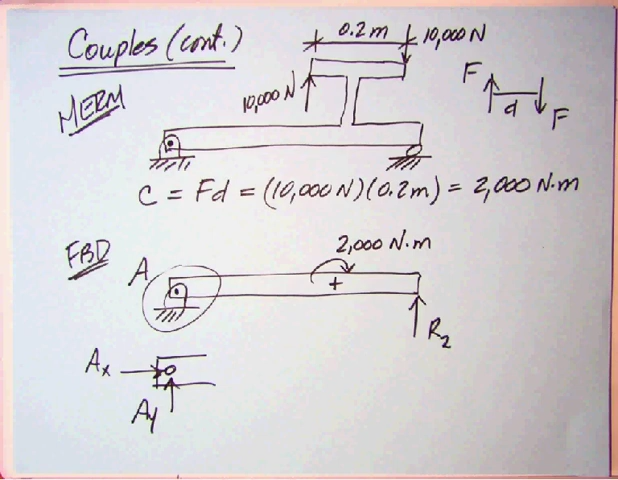 Couples (cont.)
0.2m
10,000 N
MERM
10,000 N
F
d
F
C = Fd = (10,000 N)(0.2m) = 2,000 N·m
FBD
2,000 N·m
A
+
R2
Ax
Ay